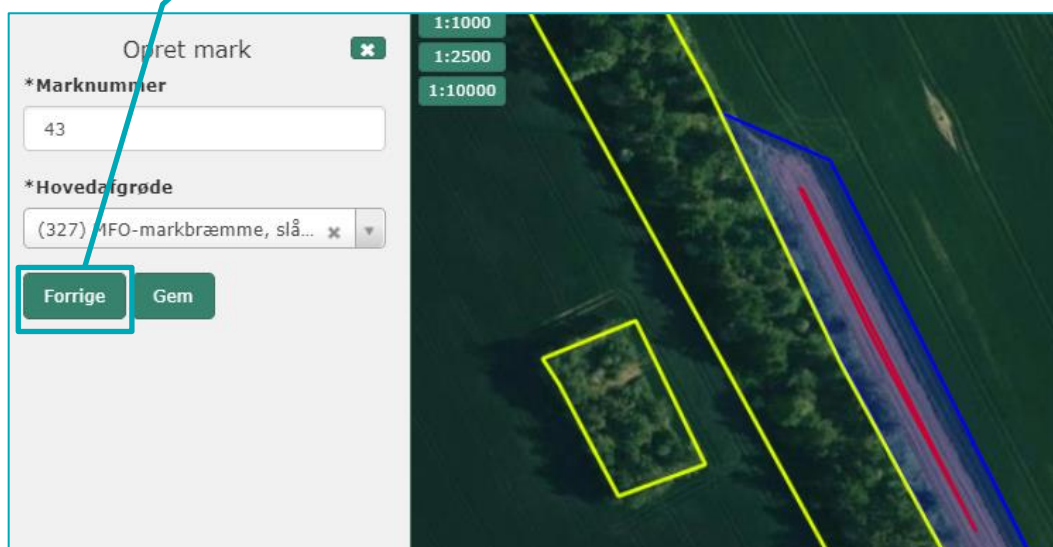 Opret mark
*Marknummer
43
*Hovedafgrøde
(327) MFO-markbræmme, slå...
Forrige
Gem
1:1000
1:2500
1:10000